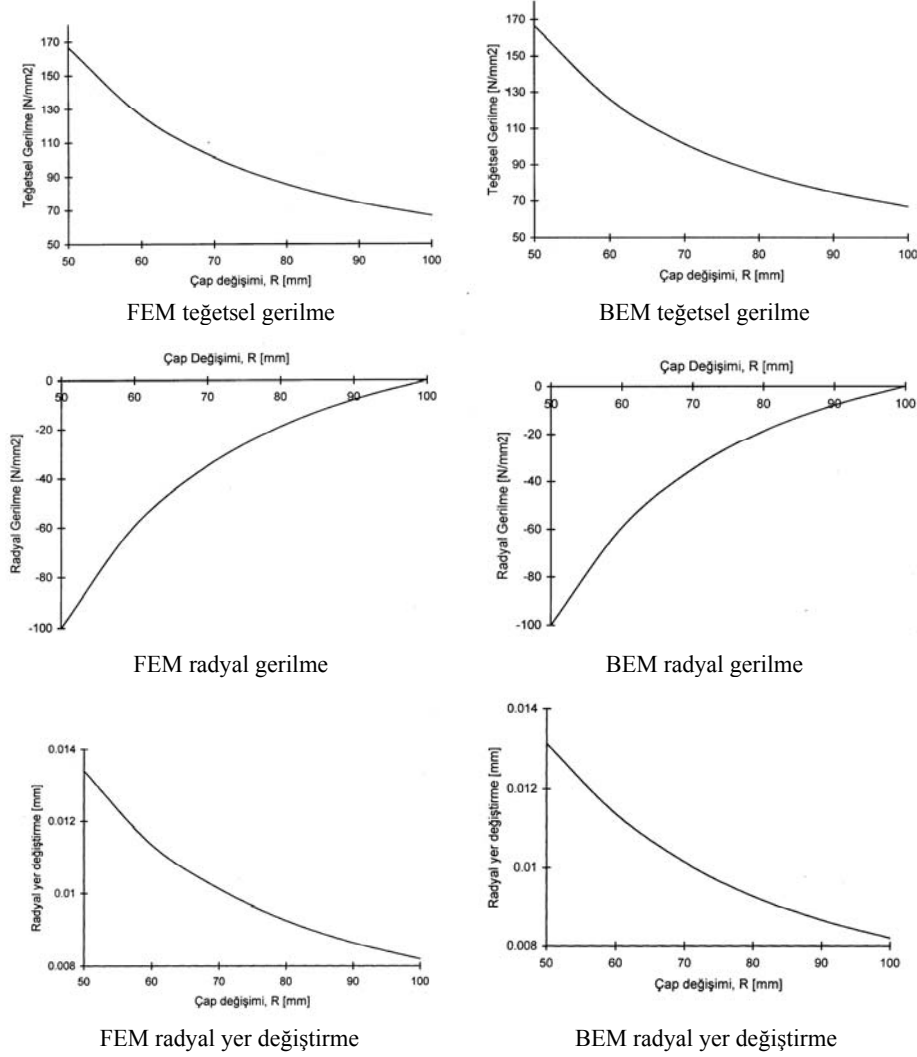 170
150
130
110
90
70
50
Teğetsel Gerilme [N/mm2]
50 60 70 80 90 100
Çap değişimi, R [mm]
FEM teğetsel gerilme
170
150
130
110
90
70
50
Teğetsel Gerilme [N/mm2]
50 60 70 80 90 100
Çap değişimi, R [mm]
BEM teğetsel gerilme
Çap Değişimi, R [mm]
0
-20
-40
-60
-80
-100
Radyal Gerilme [N/mm2]
50 60 70 80 90 100
FEM radyal gerilme
Çap Değişimi, R [mm]
0
-20
-40
-60
-80
-100
Radyal Gerilme [N/mm2]
50 60 70 80 90 100
BEM radyal gerilme
0.014
0.012
0.01
0.008
Radyal yer değiştirme [mm]
50 60 70 80 90 100
Çap değişimi, R [mm]
FEM radyal yer değiştirme
0.014
0.012
0.01
0.008
Radyal yer değiştirme [mm]
50 60 70 80 90 100
Çap değişimi, R [mm]
BEM radyal yer değiştirme